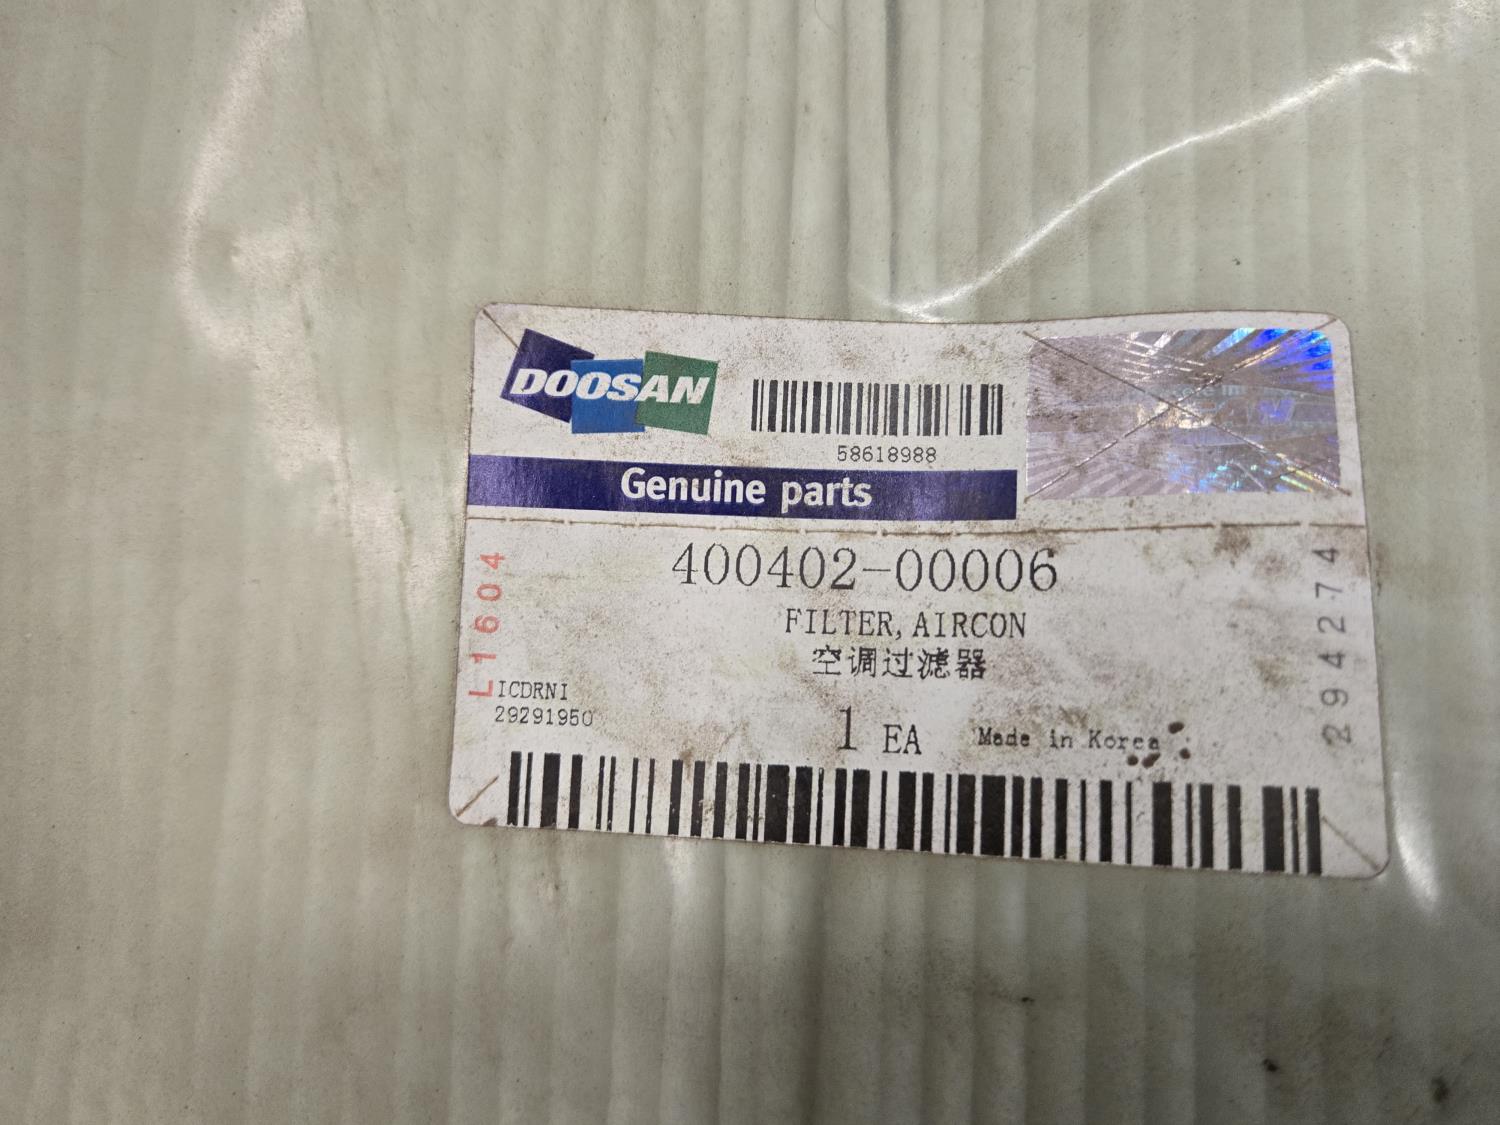 DOOSAN
58618988
Genuine parts
400402-00006
FILTER, AIRCON
空调过滤器
L1604
ICDRNI
29291950
1 EA
Made in Korea
294274